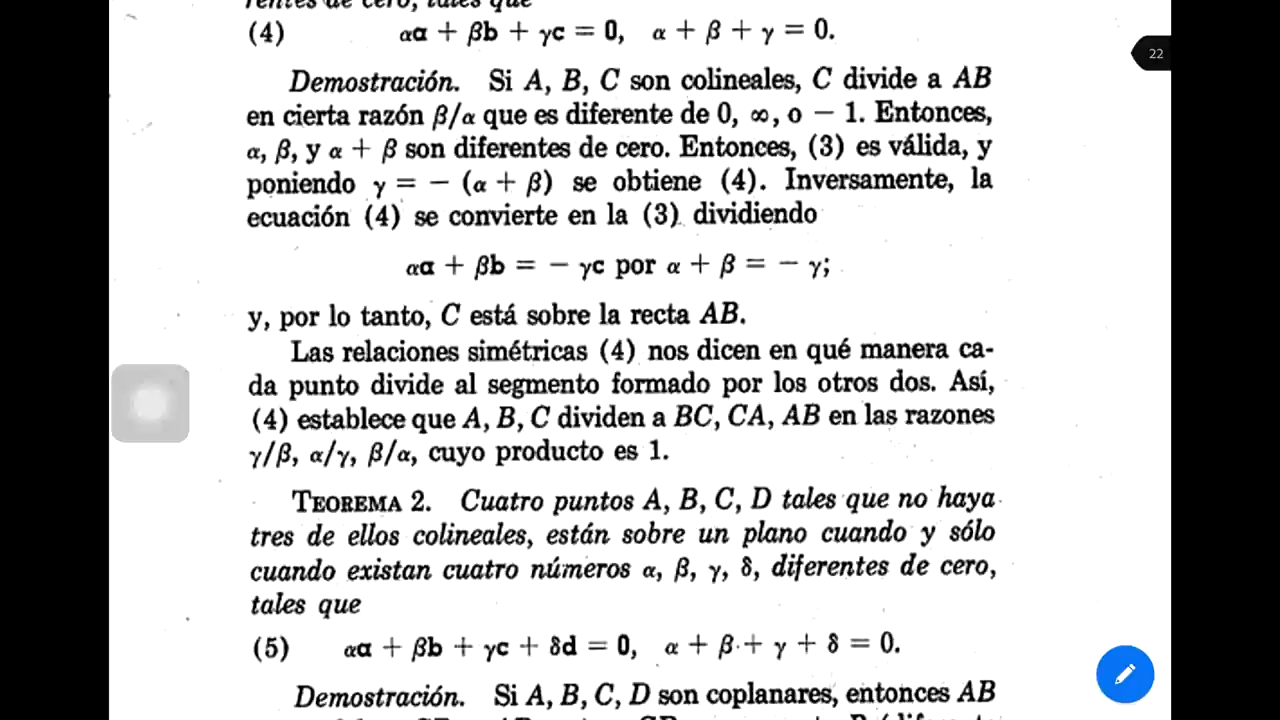 rentes de cero, tales que
(4) αa + βb + γc = 0, α + β + γ = 0.
22
Demostración. Si A, B, C son colineales, C divide a AB
en cierta razón β/α que es diferente de 0, ∞, o − 1. Entonces,
α, β, y α + β son diferentes de cero. Entonces, (3) es válida, y
poniendo γ = − (α + β) se obtiene (4). Inversamente, la
ecuación (4) se convierte en la (3) dividiendo
αa + βb = − γc por α + β = − γ;
y, por lo tanto, C está sobre la recta AB.
Las relaciones simétricas (4) nos dicen en qué manera ca-
da punto divide al segmento formado por los otros dos. Así,
(4) establece que A, B, C dividen a BC, CA, AB en las razones
γ/β, α/γ, β/α, cuyo producto es 1.
TEOREMA 2. Cuatro puntos A, B, C, D tales que no haya
tres de ellos colineales, están sobre un plano cuando y sólo
cuando existan cuatro números α, β, γ, δ, diferentes de cero,
tales que
(5) αa + βb + γc + δd = 0, α + β + γ + δ = 0.
Demostración. Si A, B, C, D son coplanares, entonces AB